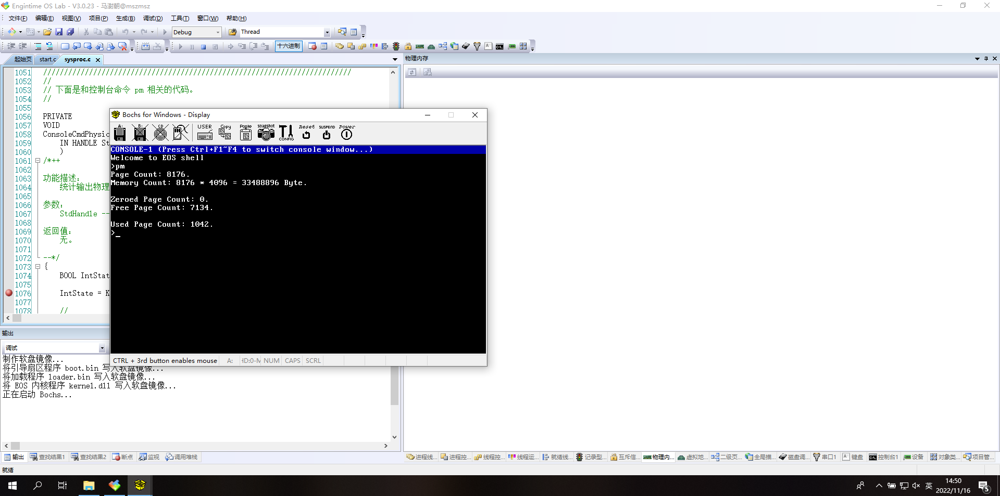 Engintime OS Lab - V3.0.23 - 马澍朝@mszmsz
文件(F) 编辑(E) 视图(V) 项目(P) 生成(B) 调试(D) 工具(T) 窗口(W) 帮助(H)
Debug Thread
十六进制
起始页 start.c sysproc.c
物理内存
1051 //////////////////////////////////////////////////////////////////////////
1052 //
1053 // 下面是和控制台命令 pm 相关的代码。
1054 //
1055
1056 PRIVATE
1057 VOID
1058 ConsoleCmdPhysic
1059 IN HANDLE St
1060 )
1061 /*++
1062
1063 功能描述:
1064 统计输出物理
1065
1066 参数:
1067 StdHandle --
1068
1069 返回值:
1070 无。
1071
1072 --*/
1073 {
1074 BOOL IntStat
1075
1076 IntState = K
1077
1078 //
Bochs for Windows - Display
A: B: CD USER Copy Paste snapshot CONFIG Reset SUSPEND Power
CONSOLE-1 (Press Ctrl+F1~F4 to switch console window...)
Welcome to EOS shell
>pm
Page Count: 8176.
Memory Count: 8176 * 4096 = 33488896 Byte.
Zeroed Page Count: 0.
Free Page Count: 7134.
Used Page Count: 1042.
>_
CTRL + 3rd button enables mouse A: HD:0-M NUM CAPS SCRL
输出
调试
制作软盘镜像...
将引导扇区程序 boot.bin 写入软盘镜像...
将加载程序 loader.bin 写入软盘镜像...
将 EOS 内核程序 kernel.dll 写入软盘镜像...
正在启动 Bochs...
输出 查找结果1 查找结果2 断点 监视 调用堆栈
进程线... 进程控... 线程控... 线程运... 就绪线... 记录型... 互斥信... 物理内... 虚拟地... 二级页... 全局描... 磁盘调... 串口1 键盘 控制台1 设备 对象类... 项目管...
就绪
英
14:50
2022/11/16
5